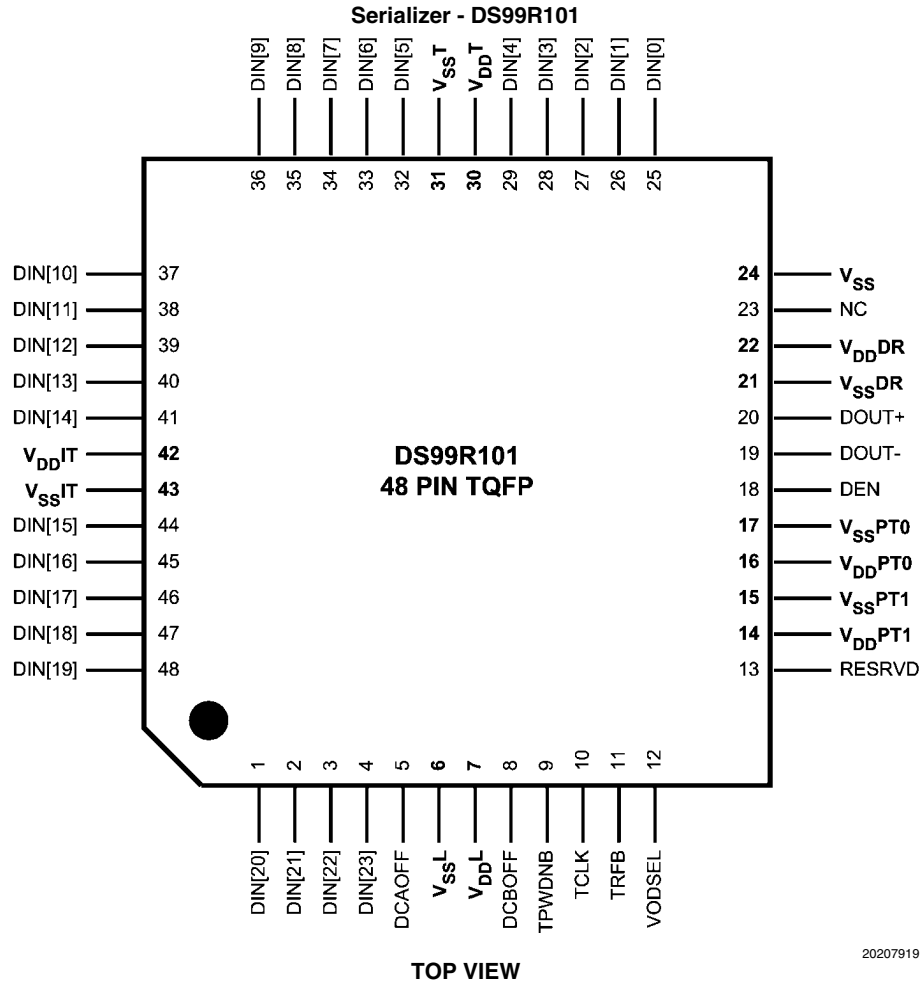 Serializer - DS99R101
DIN[9]
DIN[8]
DIN[7]
DIN[6]
DIN[5]
VSST
VDDT
DIN[4]
DIN[3]
DIN[2]
DIN[1]
DIN[0]
36
35
34
33
32
31
30
29
28
27
26
25
DIN[10] 37
DIN[11] 38
DIN[12] 39
DIN[13] 40
DIN[14] 41
VDDIT 42
VSSIT 43
DIN[15] 44
DIN[16] 45
DIN[17] 46
DIN[18] 47
DIN[19] 48
DS99R101
48 PIN TQFP
24 VSS
23 NC
22 VDDDR
21 VSSDR
20 DOUT+
19 DOUT-
18 DEN
17 VSSPT0
16 VDDPT0
15 VSSPT1
14 VDDPT1
13 RESRVD
1
2
3
4
5
6
7
8
9
10
11
12
DIN[20]
DIN[21]
DIN[22]
DIN[23]
DCAOFF
VSSL
VDDL
DCBOFF
TPWDNB
TCLK
TRFB
VODSEL
20207919
TOP VIEW